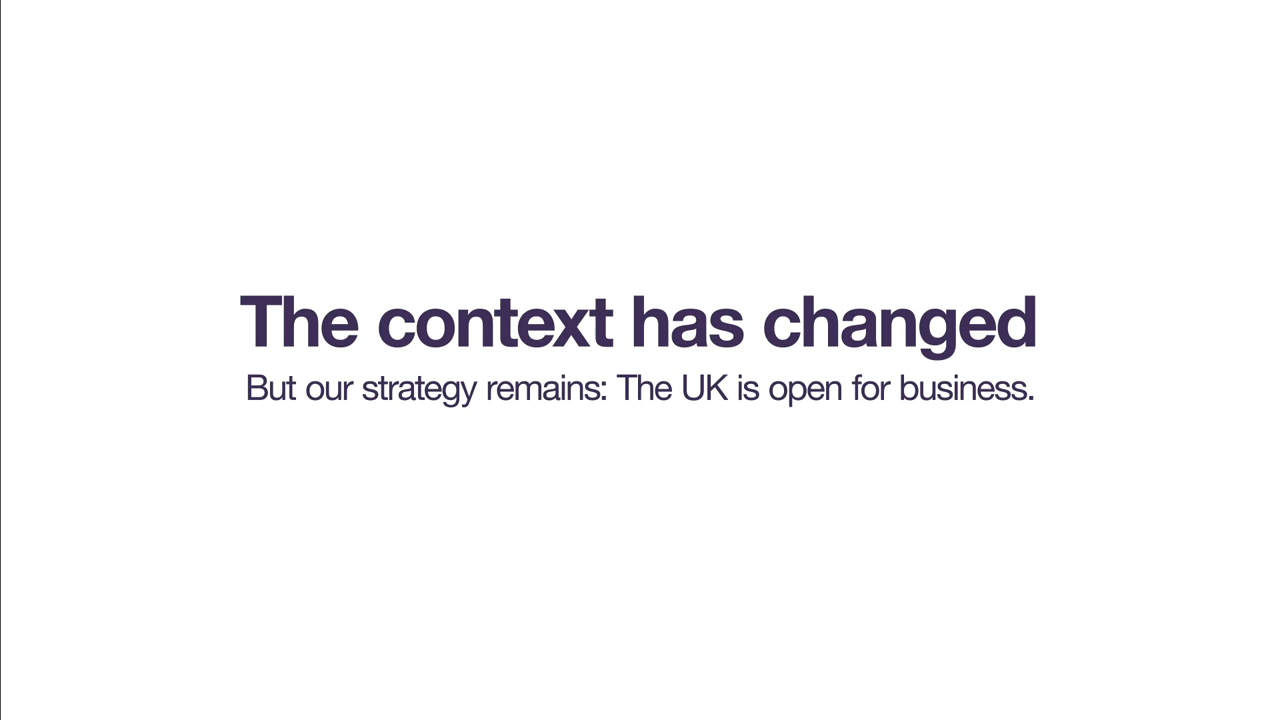 The context has changed
But our strategy remains: The UK is open for business.